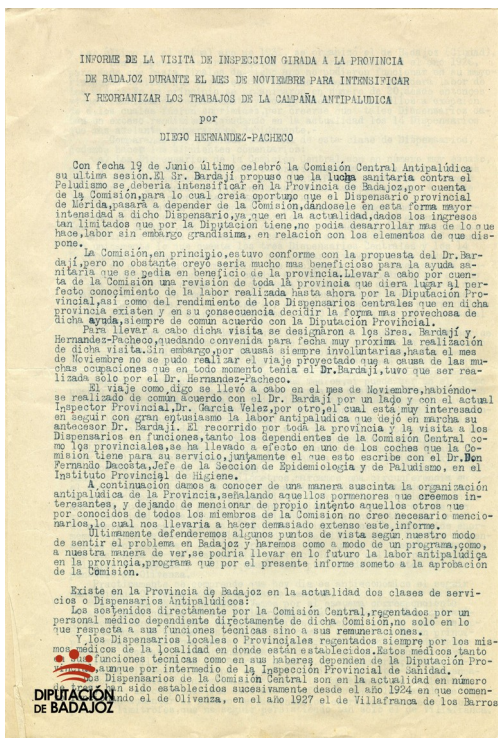 INFORME DE LA VISITA DE INSPECCION GIRADA A LA PROVINCIA
DE BADAJOZ DURANTE EL MES DE NOVIEMBRE PARA INTENSIFICAR
Y REORGANIZAR LOS TRABAJOS DE LA CAMPAÑA ANTIPALUDICA
por
DIEGO HERNANDEZ-PACHECO
Con fecha 19 de Junio último celebró la Comisión Central Antipalúdica
su ultima sesión.El Sr. Bardají propuso que la lucha sanitaria contra el
Paludismo se debería intensificar en la Provincia de Badajoz,por cuenta
de la Comisión,para lo cual creía oportuno que el Dispensario provincial
de Mérida,pasará a depender de la Comisión,dándosele en esta forma mayor
intensidad a dicho Dispensario,ya que en la actualidad,dados los ingresos
tan limitados que por la Diputación tiene,no podia desarrollar mas de lo que
hace,labor sin embargo grandísima, en relación con los elementos de que dis-
pone.
La Comisión,en principio,estuvo conforme con la propuesta del Dr.Bar-
dají,pero no obstante creyo sería mucho mas beneficioso para la ayuda sa-
nitaria que se pedia en beneficio de la provincia.Llevar a cabo por cuen-
ta de la Comisión una revisión de toda la provincia que diera lugar al per-
fecto conocimiento de la labor realizada hasta ahora por la Diputación Pro-
vincial,así como del rendimiento de los Dispensarios centrales que en dicha
provincia existen y en su consecuencia decidir la forma mas provechosa de
dicha ayuda,siempre de comun acuerdo con la Diputación Provincial.
Para llevar a cabo dicha visita se designaron a los Sres. Bardají y
Hernandez-Pacheco,quedando convenida para fecha muy próxima la realización
de dicha visita.Sin embargo,por causas siempre involuntarias,hasta el mes
de Noviembre no se pudo realizar el viaje proyectado que a causa de las mu-
chas ocupaciones que en todo momento tenía el Dr.Bardají,tuvo que ser rea-
lizada solo por el Dr. Hernandez-Pacheco.
El viaje como digo se llevó a cabo en el mes de Noviembre,habiéndo-
se realizado de comun acuerdo con el Dr. Bardají por un lado y con el actual
Inspector Provincial,Dr. Garcia Velez,por otro,el cual está muy interesado
en seguir con gran entusiasmo la labor antipaludica que dejó en marcha su
antecesor Dr. Bardají. El recorrido por toda la provincia y la visita a los
Dispensarios en funciones,tanto los dependientes de la Comisión Central co-
mo los provinciales,se ha llevado a efecto en uno de los coches que la Co-
mision tiene para su servicio,juntamente el que esto escribe con el Dr.Don
Fernando Dacosta,Jefe de la Sección de Epidemiología y de Paludismo, en el
Instituto Provincial de Higiene.
A continuación daré a conocer de una manera suscinta la organización
antipalúdica de la Provincia,señalando aquellos pormenores que creemos in-
teresantes, y dejando de mencionar de propio intento aquellos otros que
por conocidos de todos los miembros de la Comisión no creo necesario mencio-
narlos,lo cual nos llevaria a hacer demasiado extenso este informe.
Últimamente defenderemos algunos puntos de vista según nuestro modo
de sentir el problema en Badajoz y haremos como a modo de un programa,como,
a nuestra manera de ver,se podría llevar en lo futuro la labor antipalúdica
en la provincia,programa que por el presente informe someto a la aprobación
de la Comisión.
Existe en la Provincia de Badajoz en la actualidad dos clases de servi-
cios o Dispensarios Antipaludicos:
Los sostenidos directamente por la Comisión Central,regentados por un
personal médico dependiente directamente de dicha Comisión,no solo en lo
que respecta a sus funciones técnicas sino a sus remuneraciones.
Y los Dispensarios locales o Provinciales regentados siempre por los mis-
mos médicos de la localidad en donde están establecidos.Estos médicos,tanto
sus funciones técnicas como en sus haberes dependen de la Diputación Pro-
aunque por intermedio de la Inspección Provincial de Sanidad.
Dispensarios de la Comisión Central son en la actualidad en número
sido establecidos sucesivamente desde el año 1924 en que comen-
el de Olivenza, en el año 1927 el de Villafranca de los Barros
DIPUTACIÓN
DE BADAJOZ